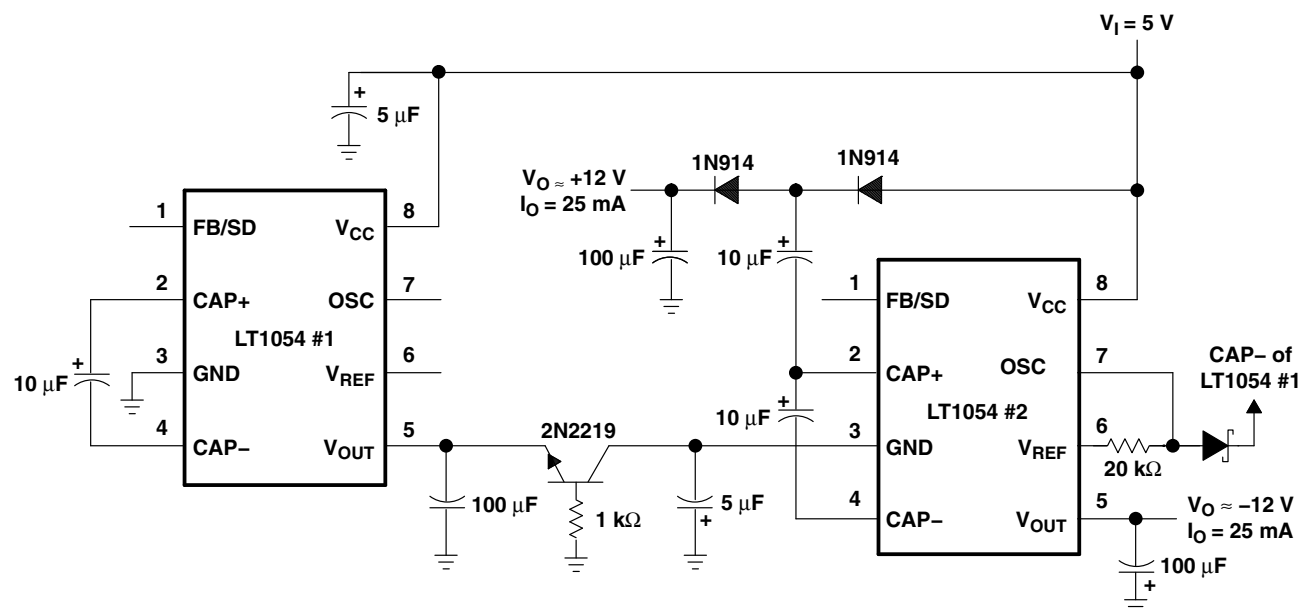 V_I = 5 V
+
5 μF
1N914
1N914
V_O ≈ +12 V
I_O = 25 mA
+
100 μF
+
10 μF
1
FB/SD
V_CC
8
2
CAP+
OSC
7
LT1054 #1
+
10 μF
3
GND
V_REF
6
4
CAP−
V_OUT
5
+
100 μF
2N2219
1 kΩ
5 μF
+
1
FB/SD
V_CC
8
2
CAP+
OSC
7
+
10 μF
LT1054 #2
3
GND
V_REF
6
20 kΩ
4
CAP−
V_OUT
5
CAP− of
LT1054 #1
V_O ≈ −12 V
I_O = 25 mA
100 μF
+